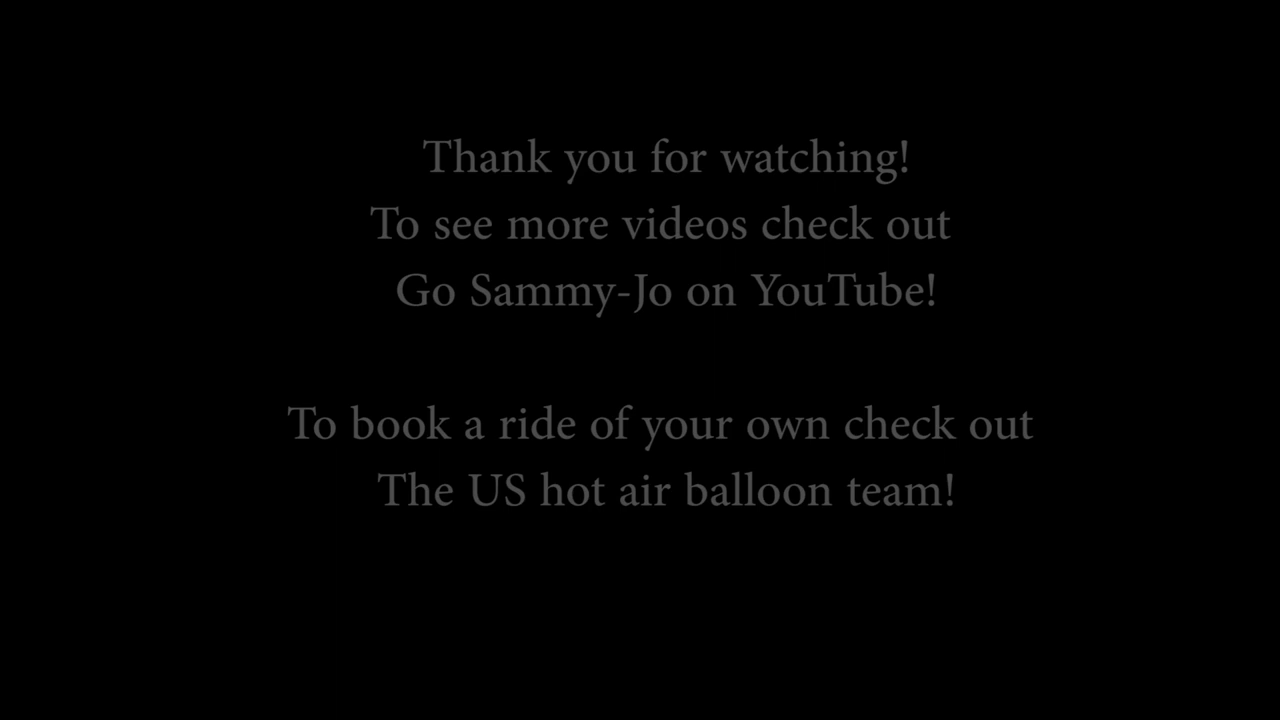 Thank you for watching!
To see more videos check out
Go Sammy-Jo on YouTube!
To book a ride of your own check out
The US hot air balloon team!